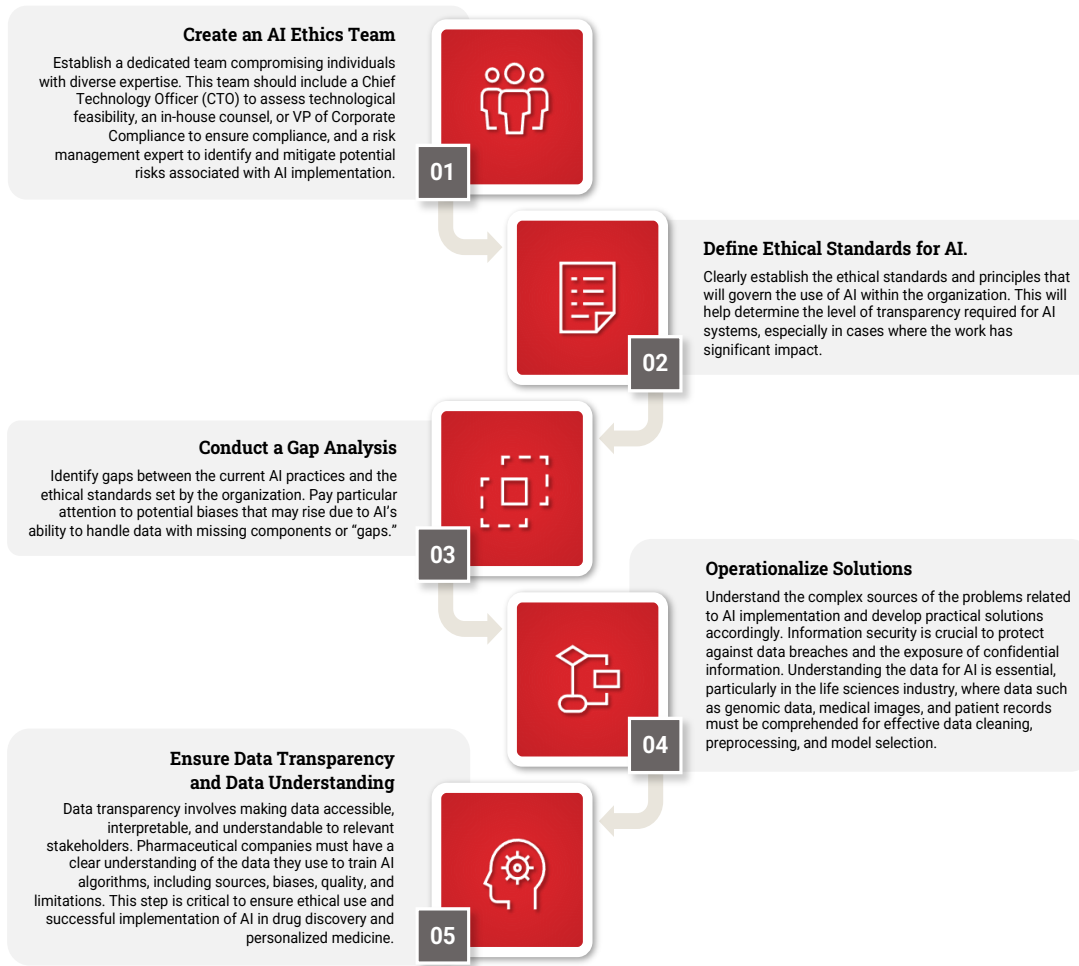 Create an AI Ethics Team
Establish a dedicated team compromising individuals
with diverse expertise. This team should include a Chief
Technology Officer (CTO) to assess technological
feasibility, an in-house counsel, or VP of Corporate
Compliance to ensure compliance, and a risk
management expert to identify and mitigate potential
risks associated with AI implementation.
01
Define Ethical Standards for AI.
Clearly establish the ethical standards and principles that
will govern the use of AI within the organization. This will
help determine the level of transparency required for AI
systems, especially in cases where the work has
significant impact.
02
Conduct a Gap Analysis
Identify gaps between the current AI practices and the
ethical standards set by the organization. Pay particular
attention to potential biases that may rise due to AI’s
ability to handle data with missing components or “gaps.”
03
Operationalize Solutions
Understand the complex sources of the problems related
to AI implementation and develop practical solutions
accordingly. Information security is crucial to protect
against data breaches and the exposure of confidential
information. Understanding the data for AI is essential,
particularly in the life sciences industry, where data such
as genomic data, medical images, and patient records
must be comprehended for effective data cleaning,
preprocessing, and model selection.
04
Ensure Data Transparency
and Data Understanding
Data transparency involves making data accessible,
interpretable, and understandable to relevant
stakeholders. Pharmaceutical companies must have a
clear understanding of the data they use to train AI
algorithms, including sources, biases, quality, and
limitations. This step is critical to ensure ethical use and
successful implementation of AI in drug discovery and
personalized medicine.
05